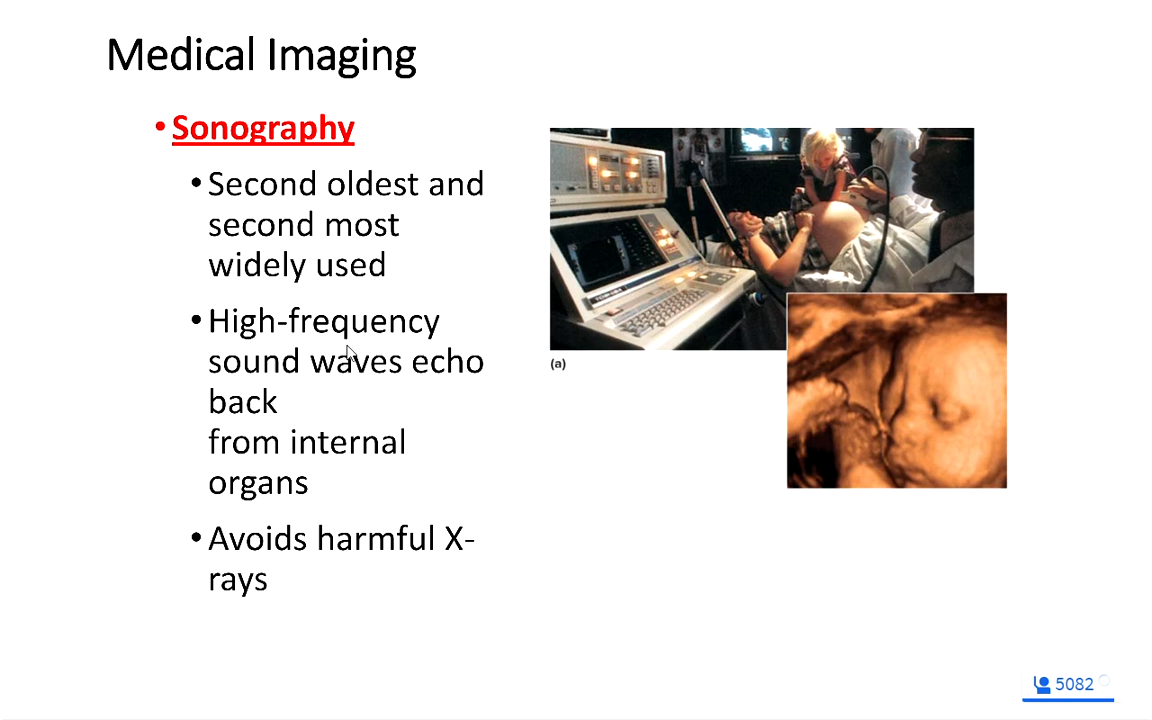 Medical Imaging
• Sonography
• Second oldest and
second most
widely used
• High-frequency
sound waves echo
back
from internal
organs
• Avoids harmful X-
rays
(a)
5082